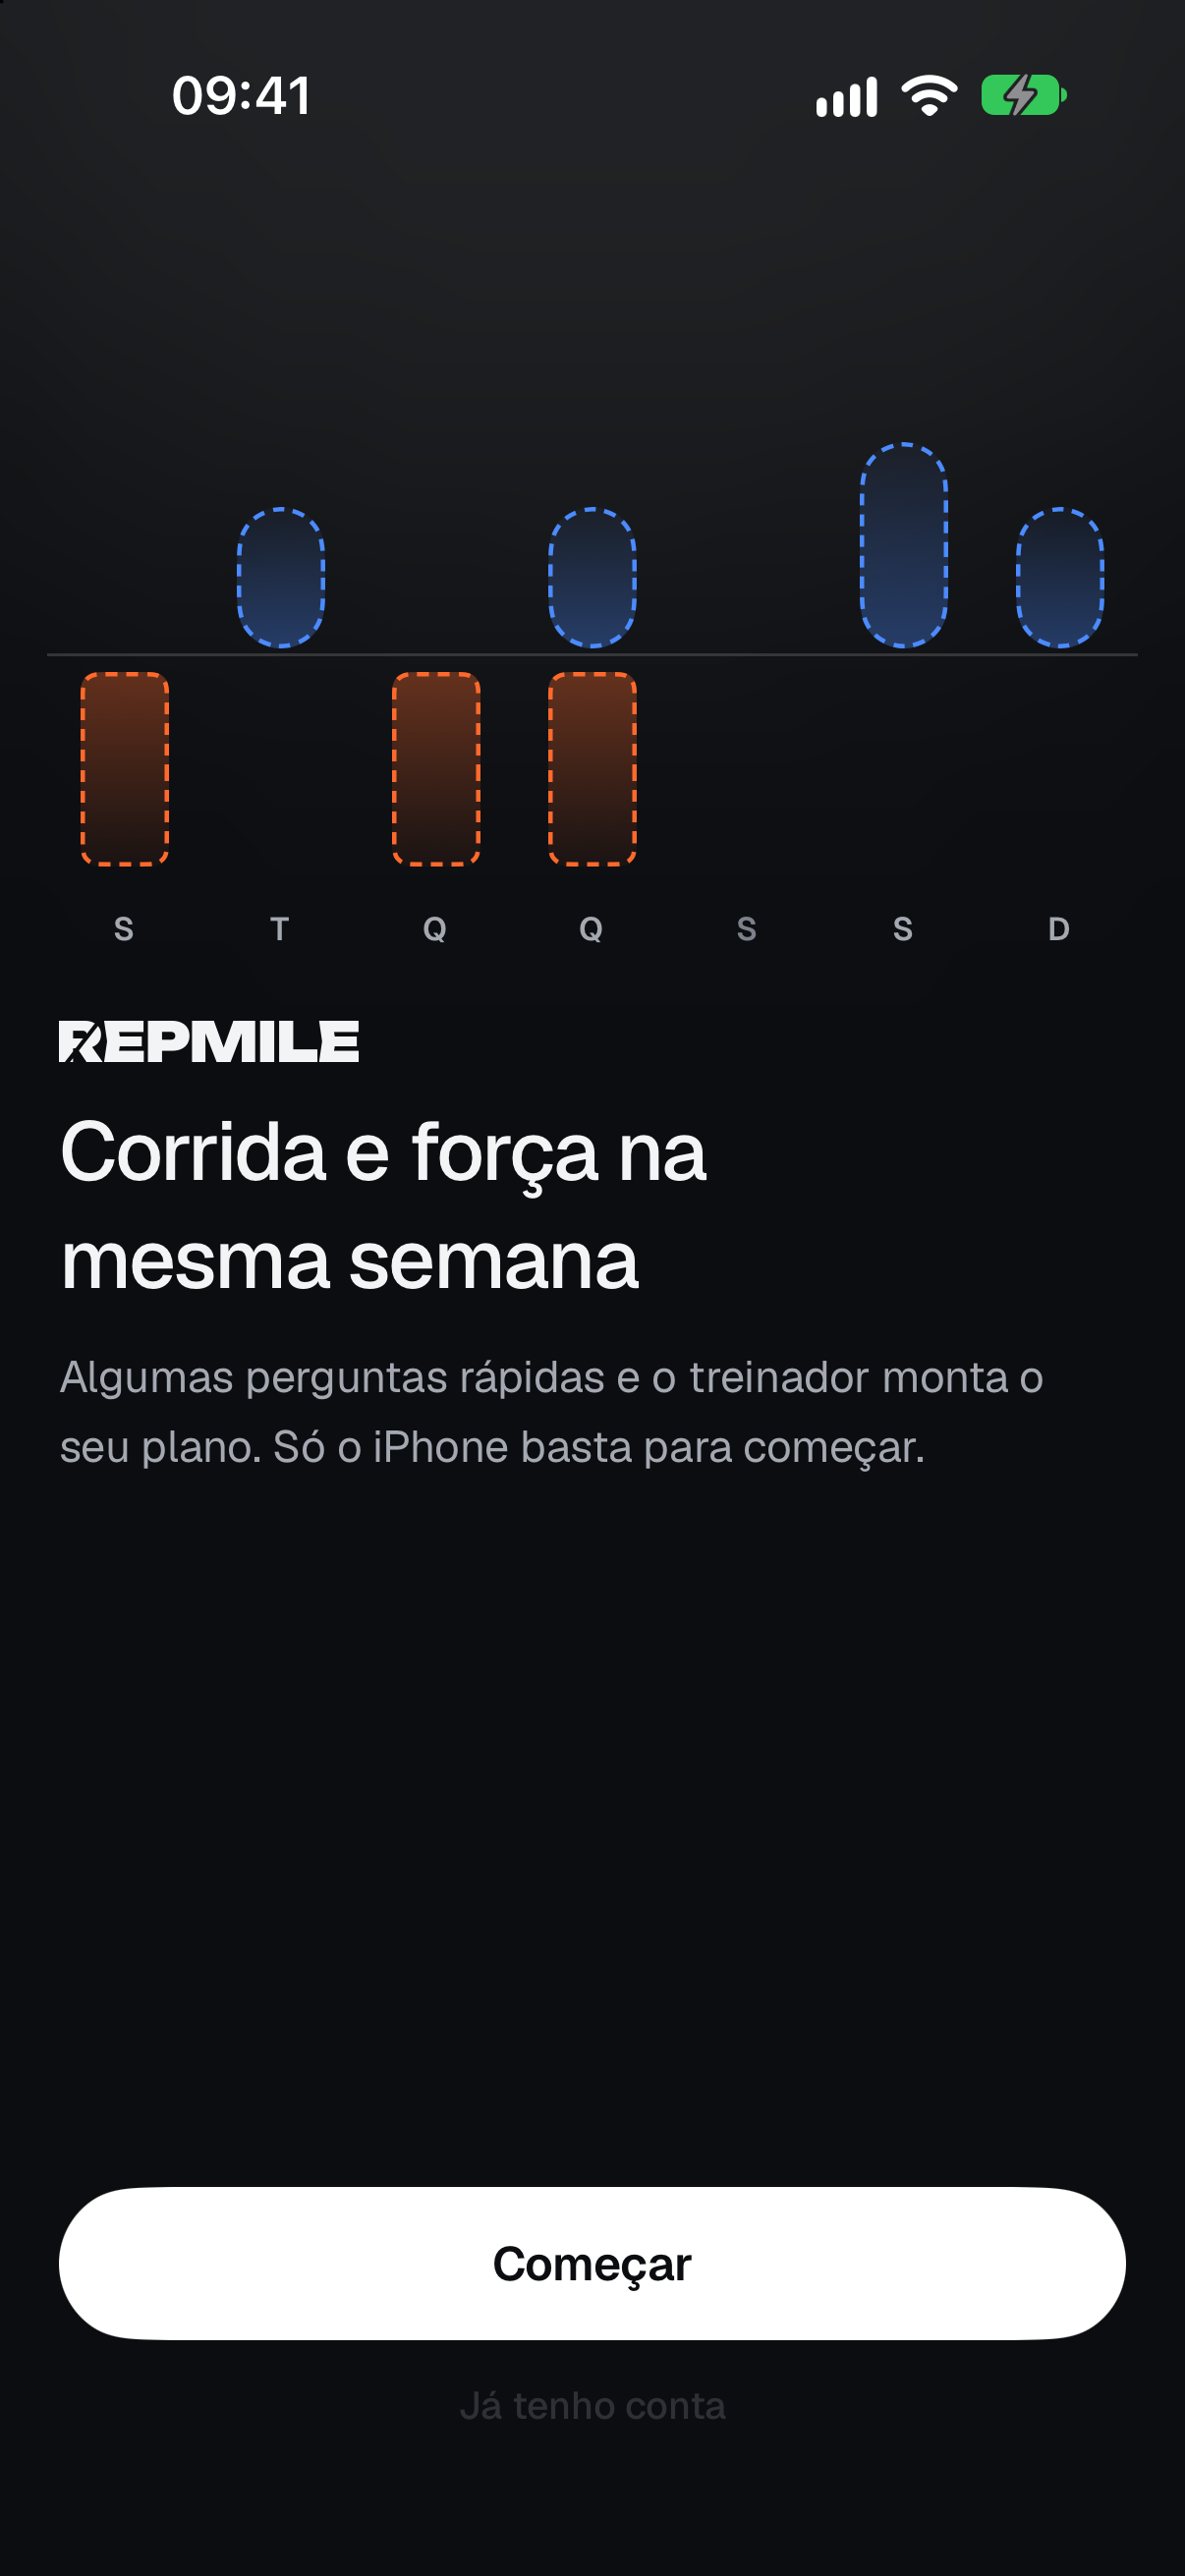 09:41
S T Q Q S S D
REPMILE
Corrida e força na
mesma semana
Algumas perguntas rápidas e o treinador monta o
seu plano. Só o iPhone basta para começar.
Começar
Já tenho conta